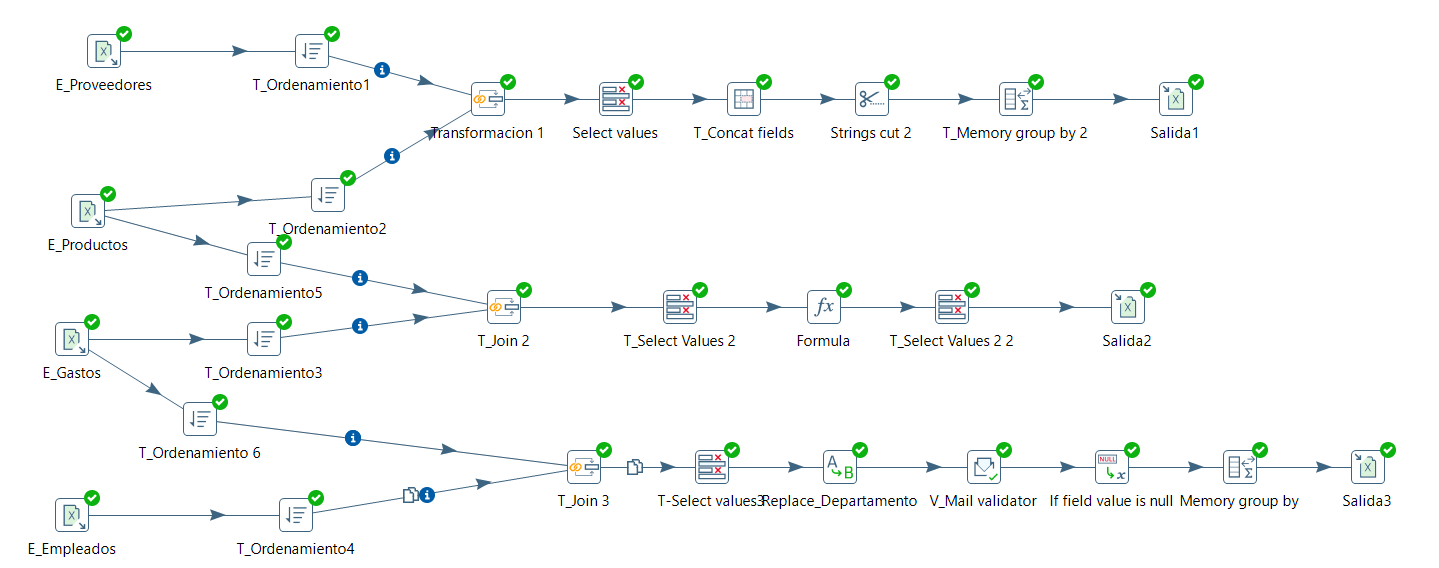 E_Proveedores
T_Ordenamiento1
Transformacion 1
Select values
T_Concat fields
Strings cut 2
T_Memory group by 2
Salida1
E_Productos
T_Ordenamiento2
T_Ordenamiento5
E_Gastos
T_Ordenamiento3
T_Join 2
T_Select Values 2
fx
Formula
T_Select Values 2 2
Salida2
T_Ordenamiento 6
E_Empleados
T_Ordenamiento4
T_Join 3
T-Select values3
A
B
Replace_Departamento
V_Mail validator
NULL
x
If field value is null
Memory group by
Salida3